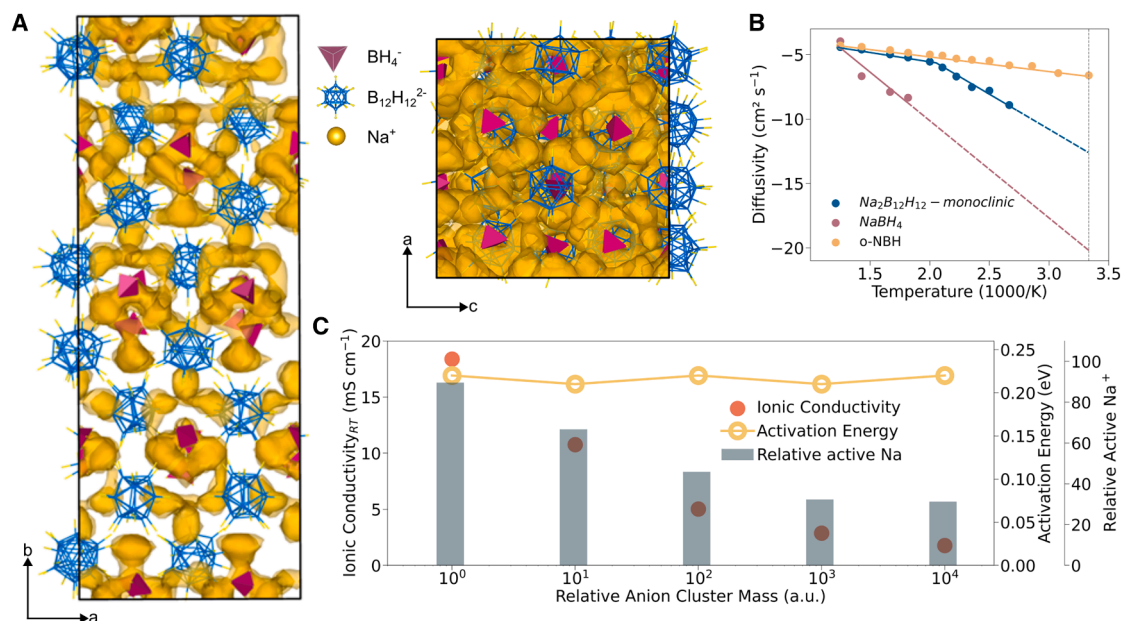 A
BH₄⁻
B₁₂H₁₂²⁻
Na⁺
b
a
a
c
B
Diffusivity (cm² s⁻¹)
−5
−10
−15
−20
Na₂B₁₂H₁₂ − monoclinic
NaBH₄
o-NBH
1.5 2.0 2.5 3.0 3.5
Temperature (1000/K)
C
Ionic Conductivity_RT (mS cm⁻¹)
20
15
10
5
0
Ionic Conductivity
Activation Energy
Relative active Na
10⁰ 10¹ 10² 10³ 10⁴
Relative Anion Cluster Mass (a.u.)
0.25
0.20
0.15
0.10
0.05
0.00
Activation Energy (eV)
100
80
60
40
20
0
Relative Active Na⁺